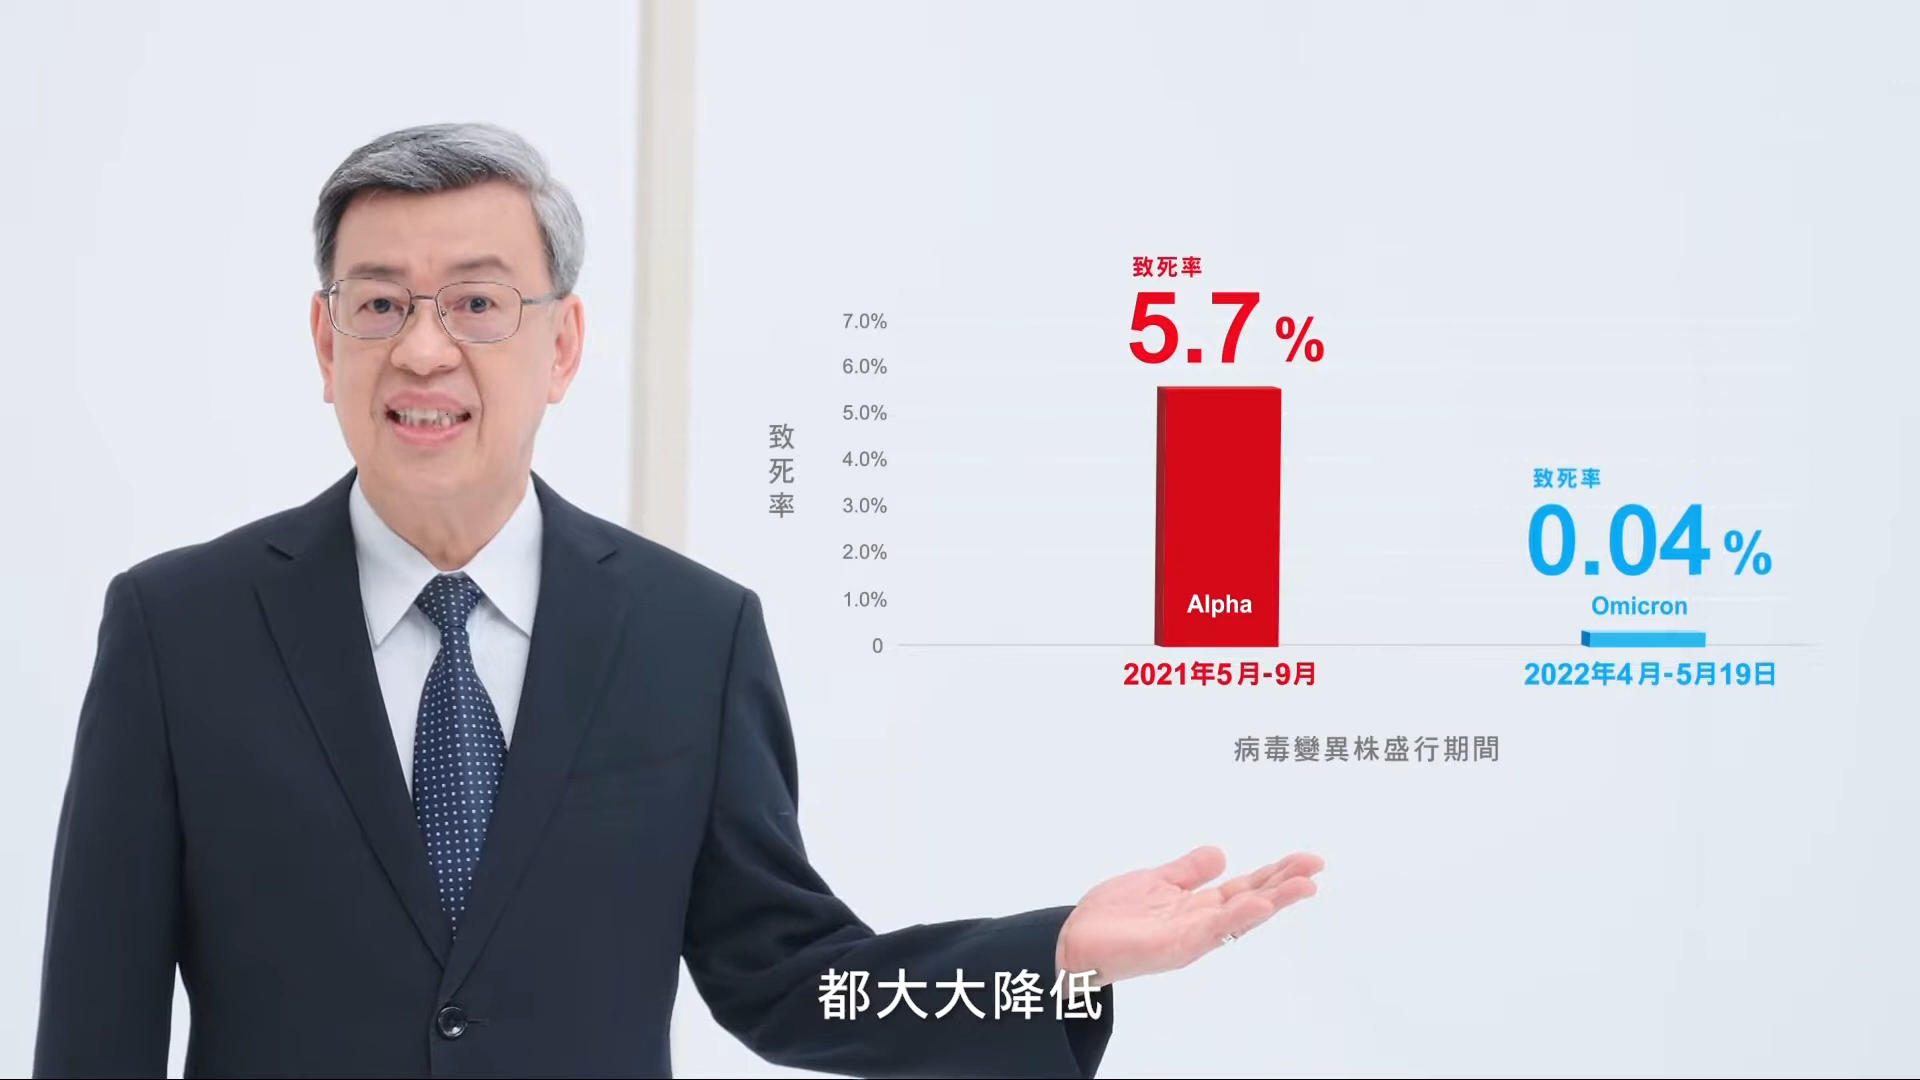 致死率
5.7%
7.0%
6.0%
5.0%
4.0%
3.0%
2.0%
1.0%
0
致死率
Alpha
2021年5月-9月
致死率
0.04%
Omicron
2022年4月-5月19日
病毒變異株盛行期間
都大大降低